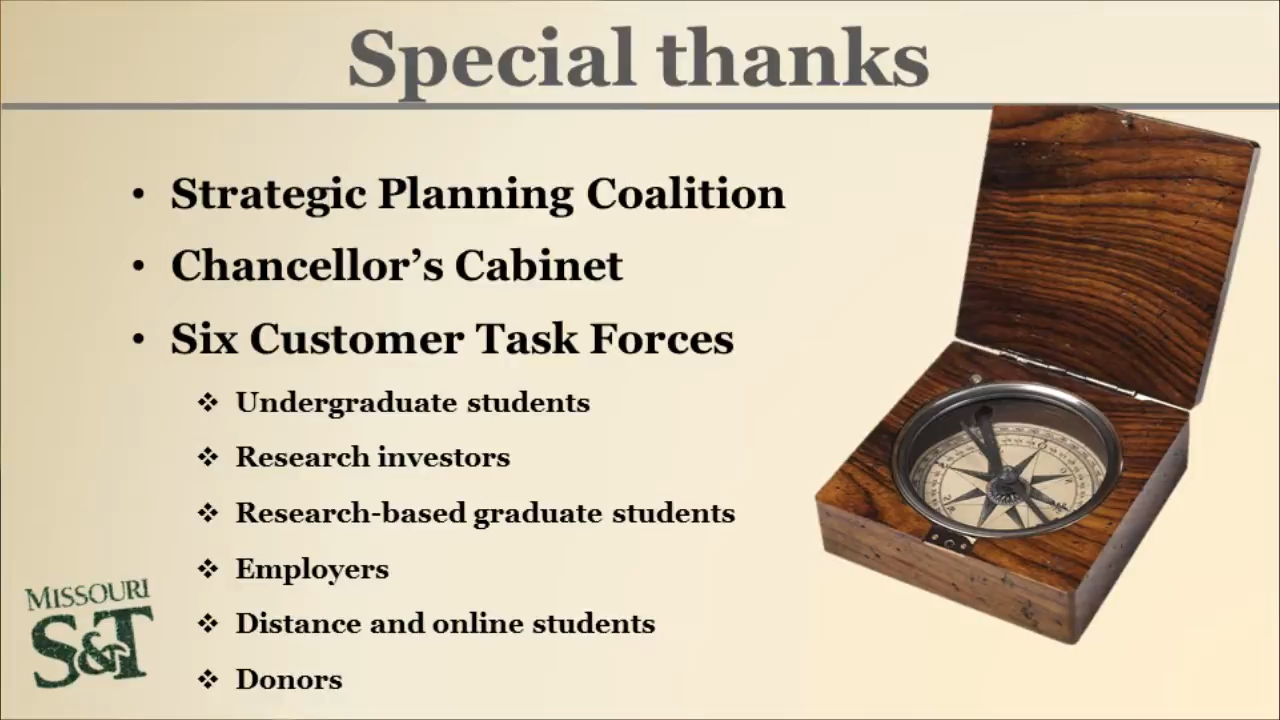 Special thanks
• Strategic Planning Coalition
• Chancellor’s Cabinet
• Six Customer Task Forces
❖ Undergraduate students
❖ Research investors
❖ Research-based graduate students
❖ Employers
❖ Distance and online students
❖ Donors
MISSOURI
S&T